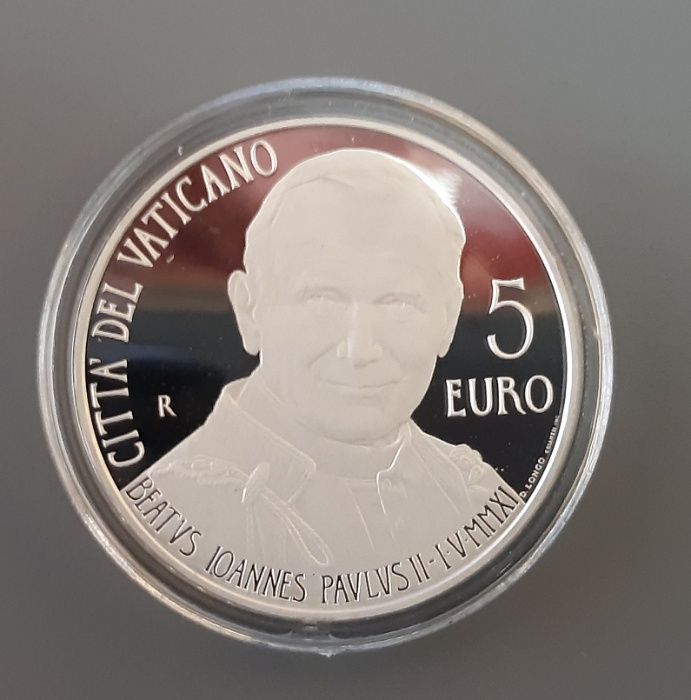 CITTA' DEL VATICANO
R
5
EURO
BEATVS IOANNES PAVLVS II - I·V·MMXI
D. LONGO